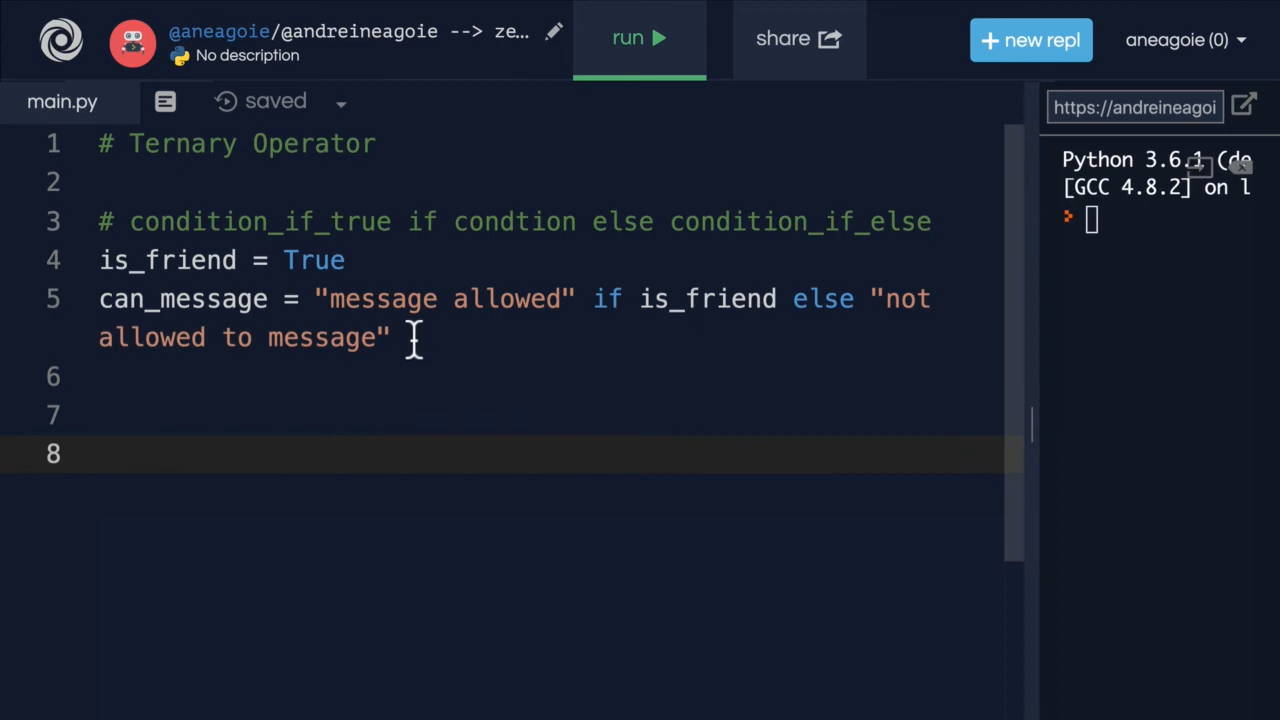 @aneagoie/@andreineagoie --> ze...
No description
run
share
+ new repl
aneagoie (0)
main.py
saved
https://andreineagoi
1 # Ternary Operator
2
3 # condition_if_true if condtion else condition_if_else
4 is_friend = True
5 can_message = "message allowed" if is_friend else "not
allowed to message"
6
7
8
Python 3.6.1 (de
[GCC 4.8.2] on l